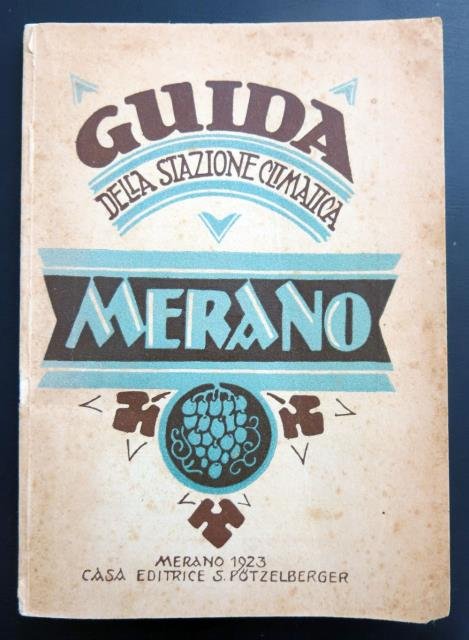 GUIDA
DELLA STAZIONE CLIMATICA
MERANO
MERANO 1923
CASA EDITRICE S. PÖTZELBERGER